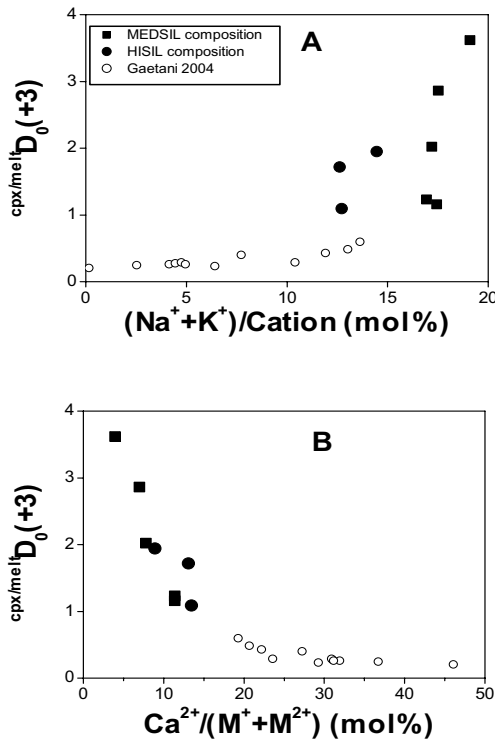 A
MEDSIL composition
HISIL composition
Gaetani 2004
cpx/melt D₀(+3)
4
3
2
1
0
0 5 10 15 20
(Na⁺+K⁺)/Cation (mol%)
B
cpx/melt D₀(+3)
4
3
2
1
0
0 10 20 30 40 50
Ca²⁺/(M⁺+M²⁺) (mol%)